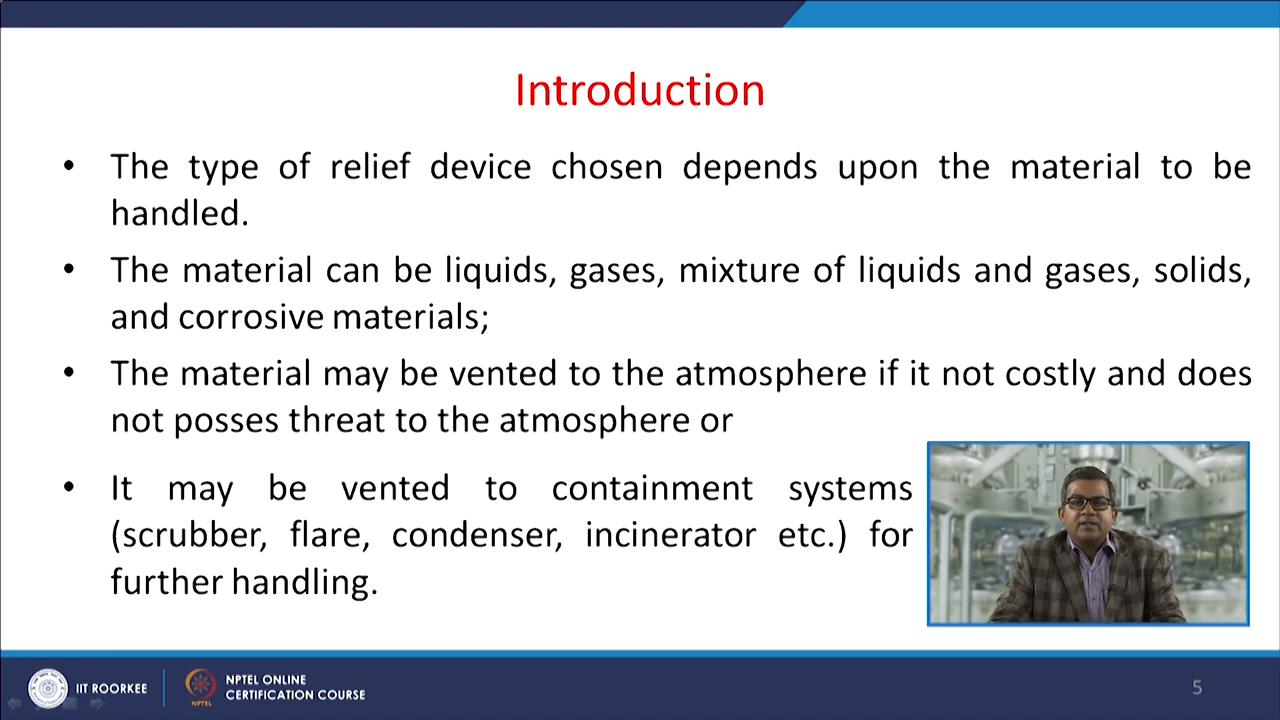 Introduction
• The type of relief device chosen depends upon the material to be
handled.
• The material can be liquids, gases, mixture of liquids and gases, solids,
and corrosive materials;
• The material may be vented to the atmosphere if it not costly and does
not posses threat to the atmosphere or
• It may be vented to containment systems
(scrubber, flare, condenser, incinerator etc.) for
further handling.
IIT ROORKEE
NPTEL
NPTEL ONLINE
CERTIFICATION COURSE
5